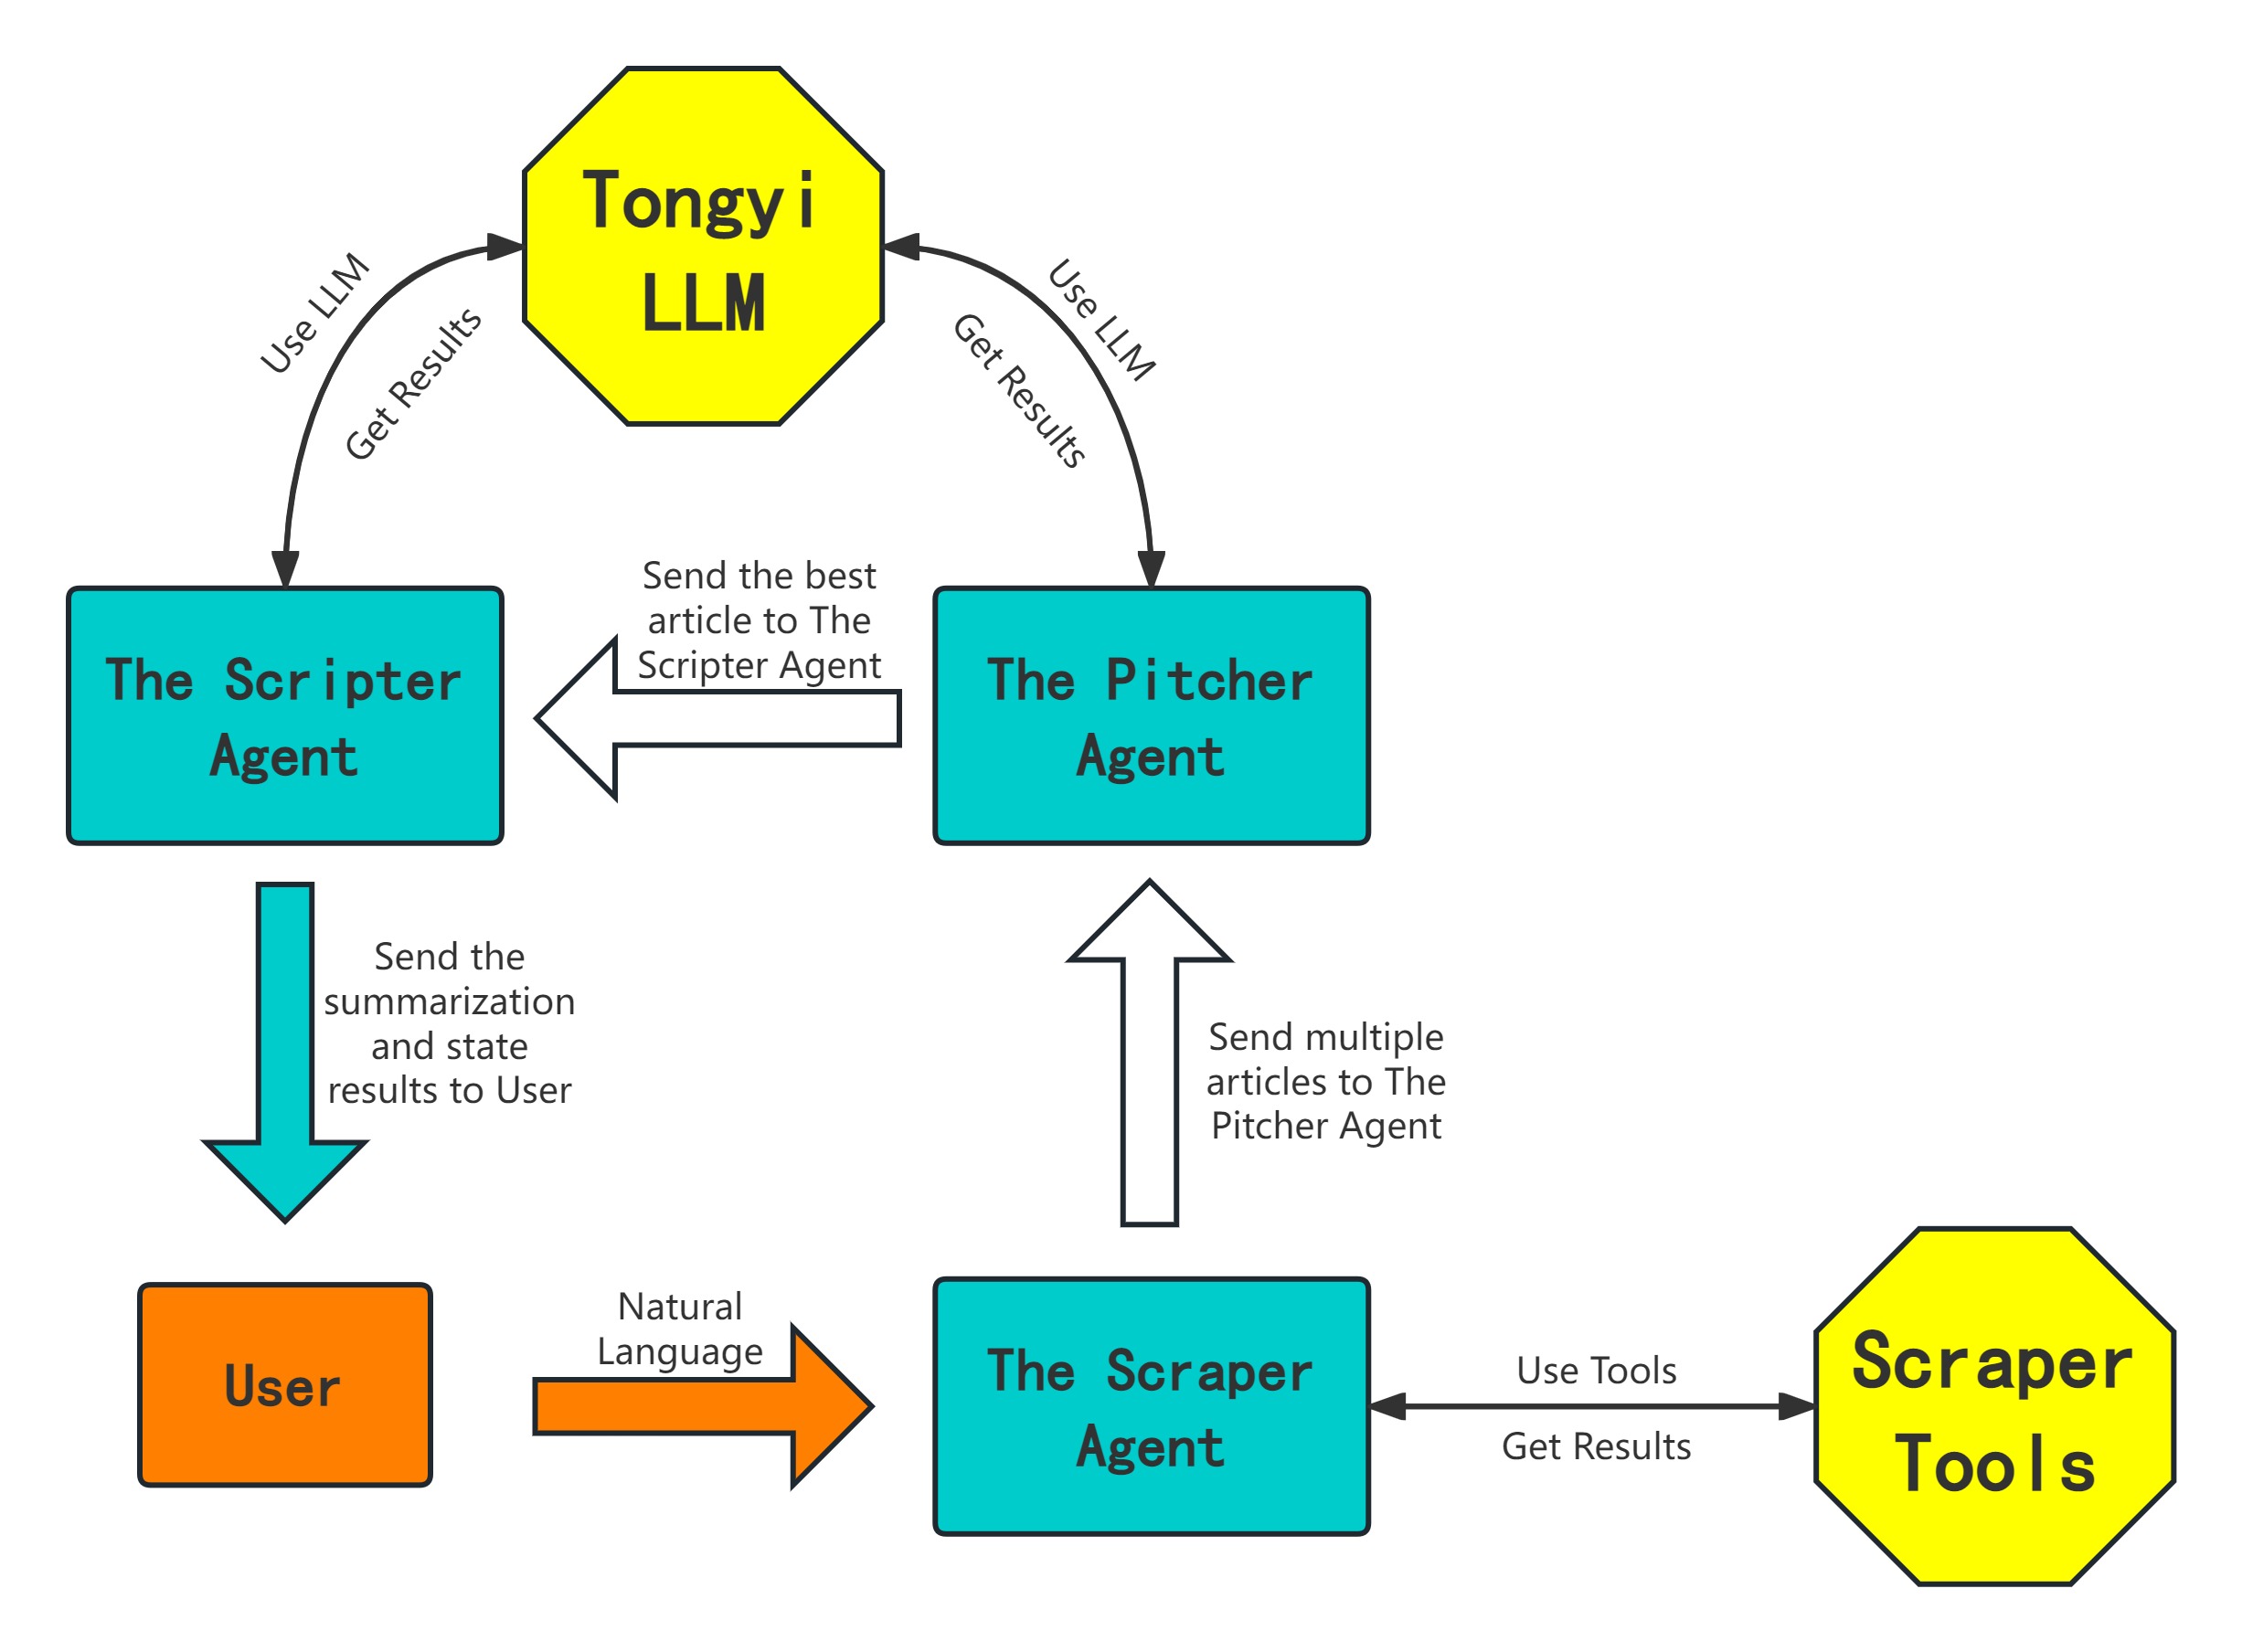 Tongyi
LLM
Use LLM
Get Results
Use LLM
Get Results
Send the best
article to The
Scripter Agent
The Scripter
Agent
The Pitcher
Agent
Send the
summarization
and state
results to User
Send multiple
articles to The
Pitcher Agent
User
Natural
Language
The Scraper
Agent
Use Tools
Get Results
Scraper
Tools